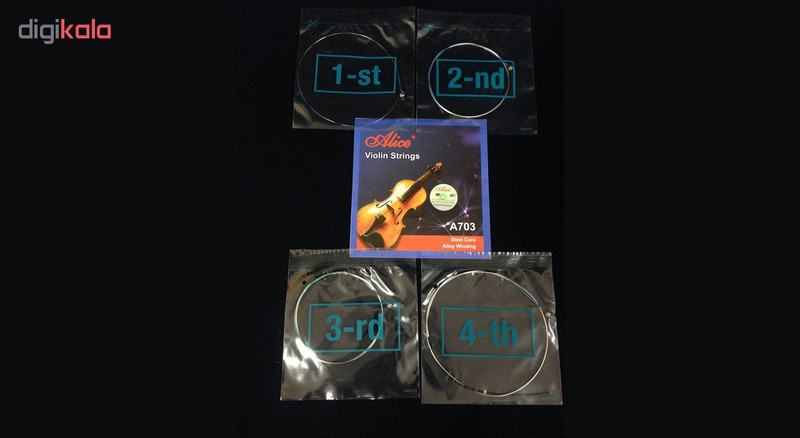 digikala
1-st
2-nd
Alice®
Violin Strings
A703
Steel Core
Alloy Winding
3-rd
4-th